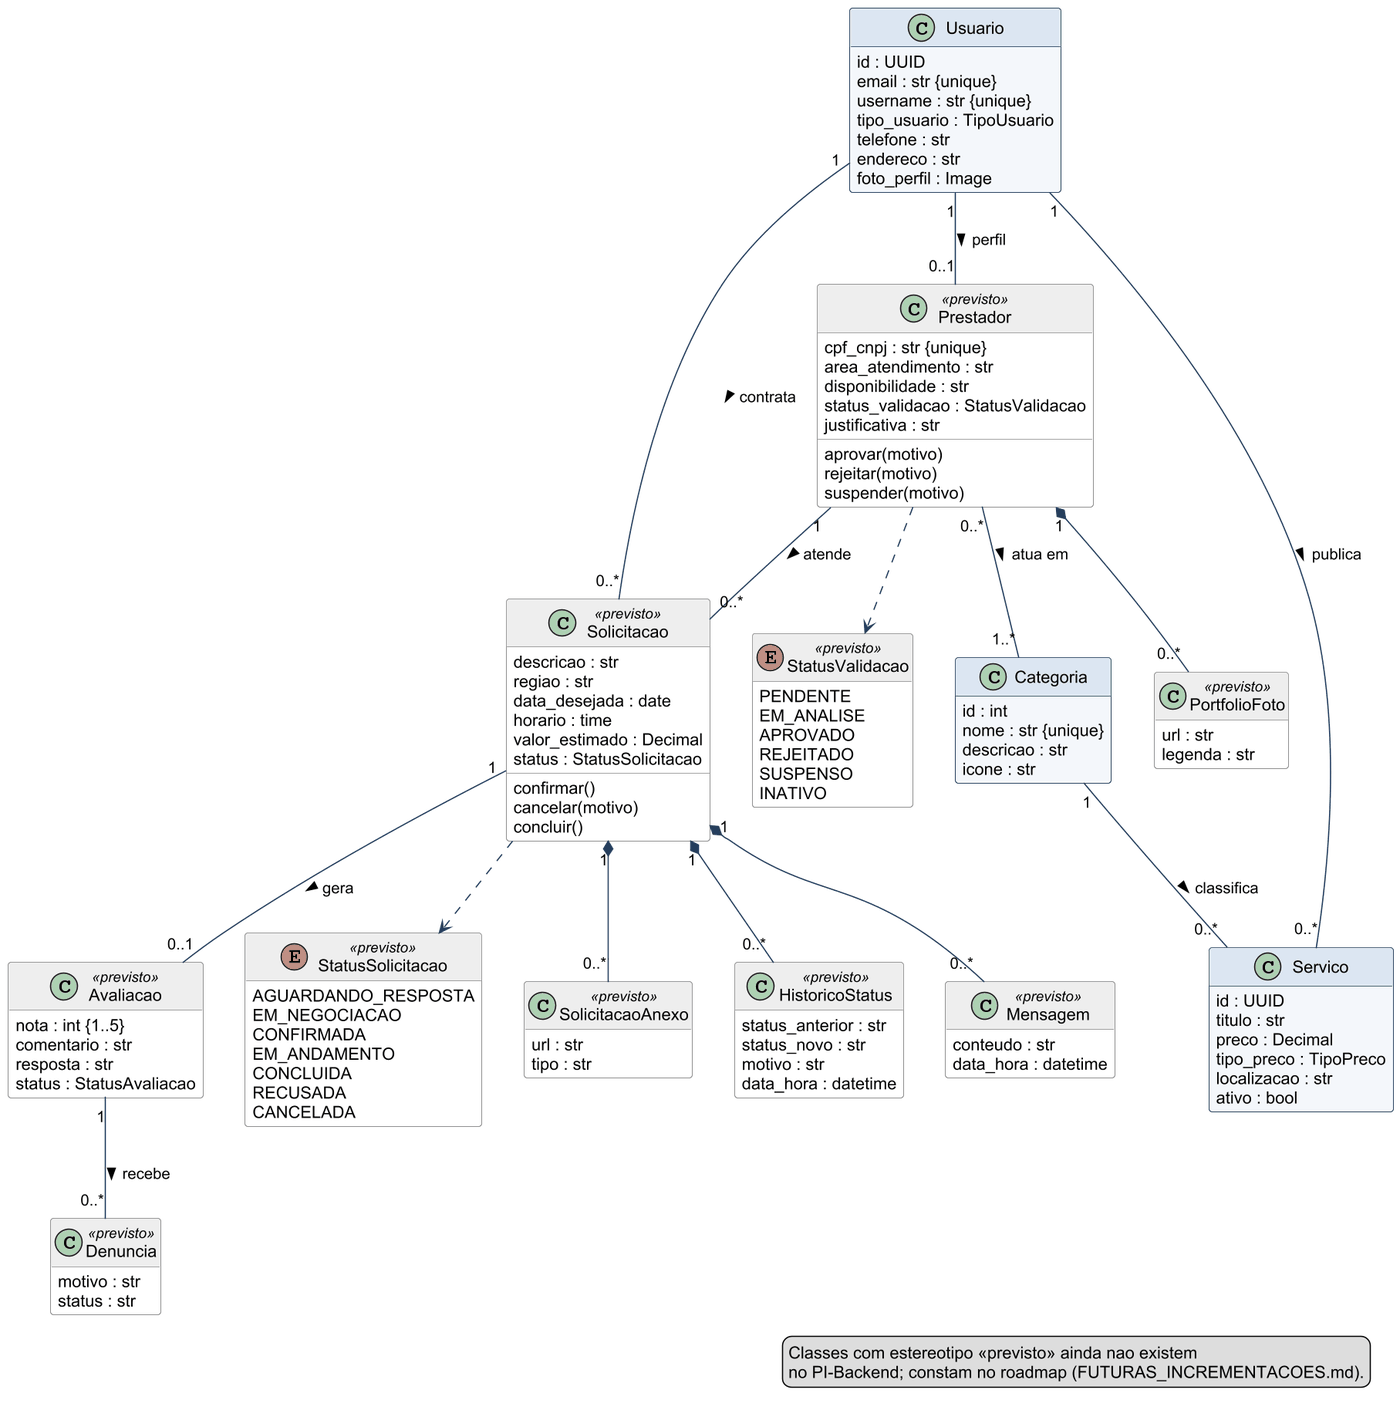 C Usuario
id : UUID
email : str {unique}
username : str {unique}
tipo_usuario : TipoUsuario
telefone : str
endereco : str
foto_perfil : Image
1
1
1
perfil
0..1
C «previsto»
Prestador
cpf_cnpj : str {unique}
area_atendimento : str
disponibilidade : str
status_validacao : StatusValidacao
justificativa : str
aprovar(motivo)
rejeitar(motivo)
suspender(motivo)
contrata
1
0..*
1
atende
atua em
publica
0..*
0..*
1..*
0..*
C «previsto»
Solicitacao
descricao : str
regiao : str
data_desejada : date
horario : time
valor_estimado : Decimal
status : StatusSolicitacao
confirmar()
cancelar(motivo)
concluir()
E «previsto»
StatusValidacao
PENDENTE
EM_ANALISE
APROVADO
REJEITADO
SUSPENSO
INATIVO
C Categoria
id : int
nome : str {unique}
descricao : str
icone : str
C «previsto»
PortfolioFoto
url : str
legenda : str
1
1
1
1
1
gera
classifica
0..1
0..*
0..*
0..*
0..*
0..*
C «previsto»
Avaliacao
nota : int {1..5}
comentario : str
resposta : str
status : StatusAvaliacao
E «previsto»
StatusSolicitacao
AGUARDANDO_RESPOSTA
EM_NEGOCIACAO
CONFIRMADA
EM_ANDAMENTO
CONCLUIDA
RECUSADA
CANCELADA
C «previsto»
SolicitacaoAnexo
url : str
tipo : str
C «previsto»
HistoricoStatus
status_anterior : str
status_novo : str
motivo : str
data_hora : datetime
C «previsto»
Mensagem
conteudo : str
data_hora : datetime
C Servico
id : UUID
titulo : str
preco : Decimal
tipo_preco : TipoPreco
localizacao : str
ativo : bool
1
recebe
0..*
C «previsto»
Denuncia
motivo : str
status : str
Classes com estereotipo «previsto» ainda nao existem
no PI-Backend; constam no roadmap (FUTURAS_INCREMENTACOES.md).